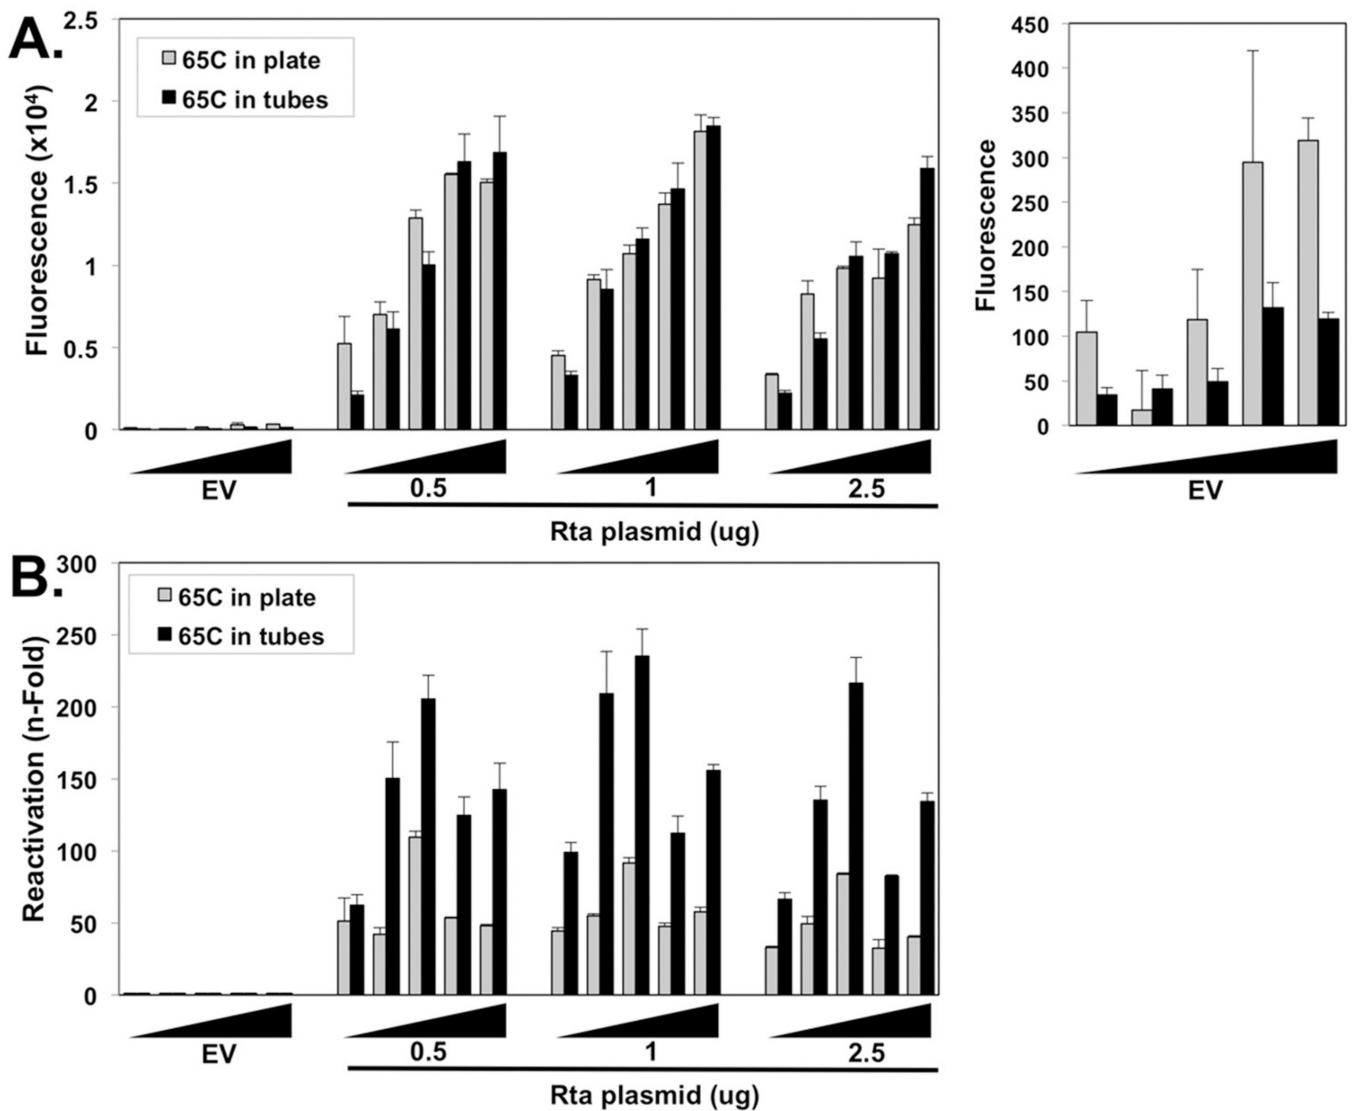 A.
65C in plate
65C in tubes
Fluorescence (x10⁴)
2.5
2
1.5
1
0.5
0
EV
0.5
1
2.5
Rta plasmid (ug)
Fluorescence
450
400
350
300
250
200
150
100
50
0
EV
B.
65C in plate
65C in tubes
Reactivation (n-Fold)
300
250
200
150
100
50
0
EV
0.5
1
2.5
Rta plasmid (ug)